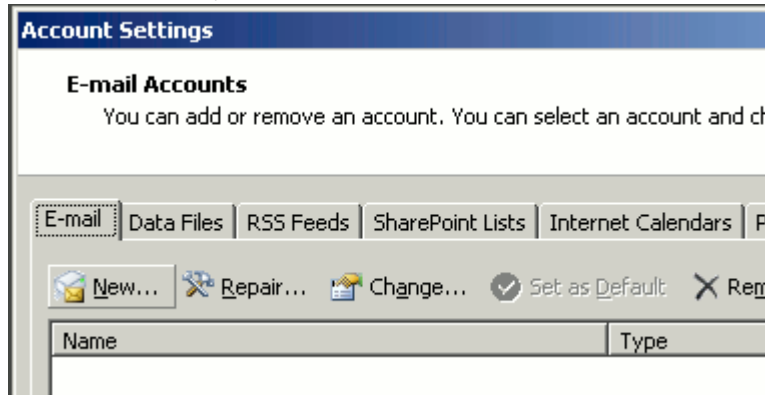 Account Settings
E-mail Accounts
You can add or remove an account. You can select an account and
E-mail Data Files RSS Feeds SharePoint Lists Internet Calendars
New... Repair... Change... Set as Default
Name Type